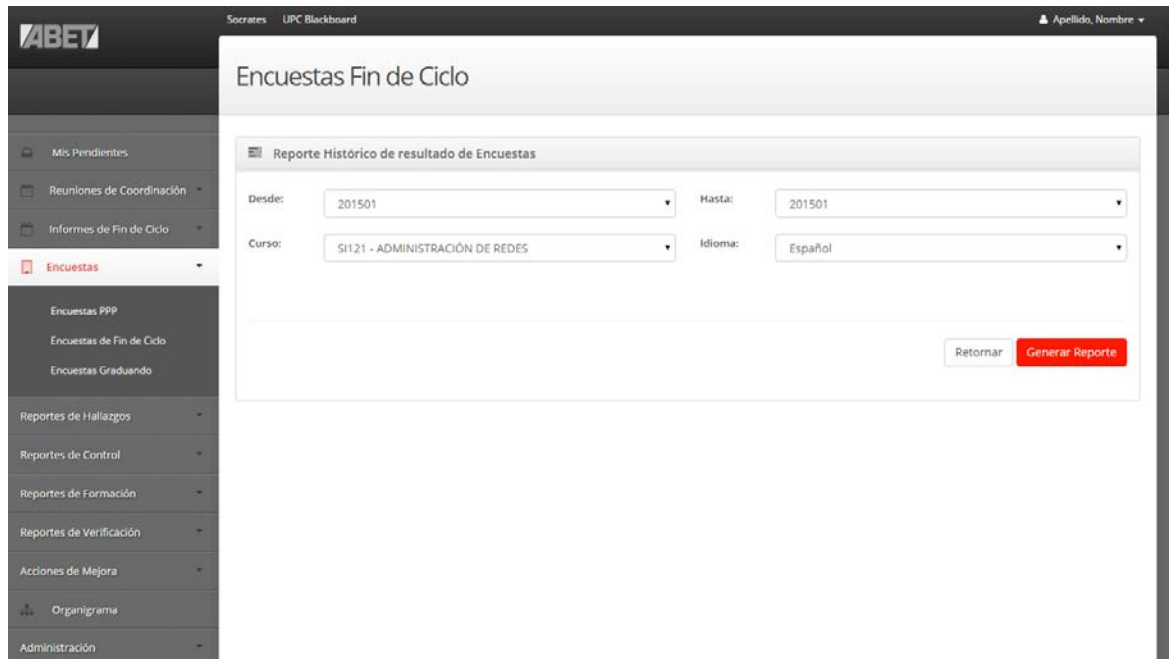 ABET
Socrates UPC Blackboard Apellido, Nombre
Encuestas Fin de Ciclo
Mis Pendientes
Reuniones de Coordinación
Informes de Fin de Ciclo
Encuestas
Encuestas PPP
Encuestas de Fin de Ciclo
Encuestas Graduando
Reportes de Hallazgos
Reportes de Control
Reportes de Formación
Reportes de Verificación
Acciones de Mejora
Organigrama
Administración
Reporte Histórico de resultado de Encuestas
Desde: 201501 Hasta: 201501
Curso: SI121 - ADMINISTRACIÓN DE REDES Idioma: Español
Retornar Generar Reporte